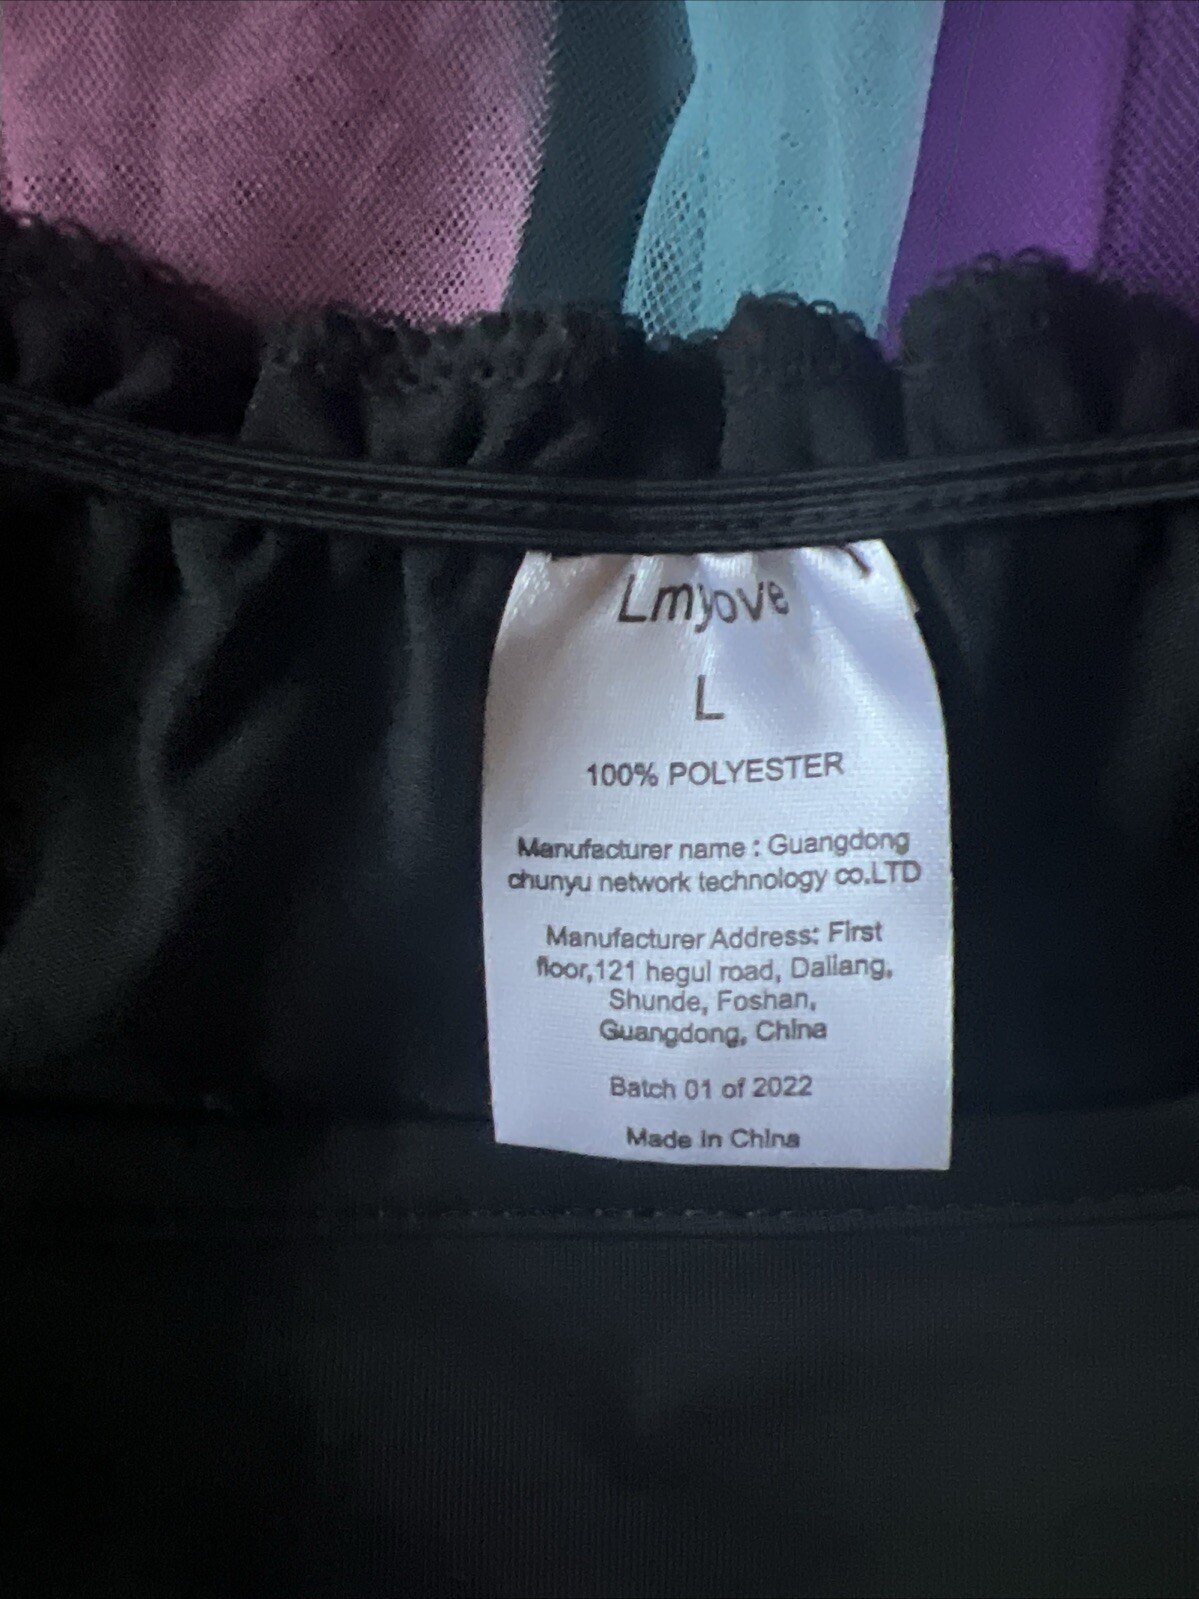 Lmyove
L
100% POLYESTER
Manufacturer name : Guangdong
chunyu network technology co.LTD
Manufacturer Address: First
floor,121 hegui road, Daliang,
Shunde, Foshan,
Guangdong, China
Batch 01 of 2022
Made in China